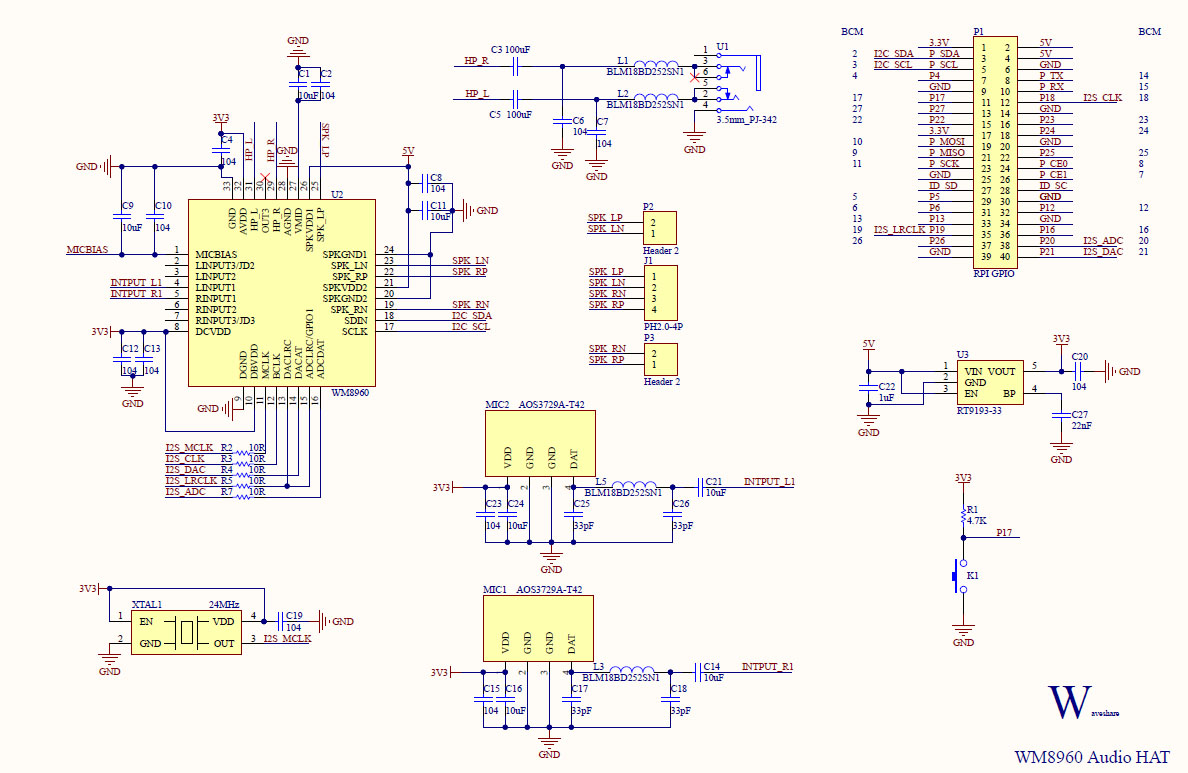 GND
C1
C2
10uF
104
3V3
C4
104
HP_L
HP_R
GND
SPK_LP
GND
5V
C8
104
C11
10uF
GND
33 32 31 30 29 28 27 26 25
U2
C9
10uF
C10
104
GND
AVDD
HP_L
OUT3
HP_R
AGND
VMID
SPKVDD1
SPK_LP
MICBIAS
1 MICBIAS
2 LINPUT3/JD2
3 LINPUT2
INTPUT_L1 4 LINPUT1
INTPUT_R1 5 RINPUT1
6 RINPUT2
7 RINPUT3/JD3
3V3 8 DCVDD
SPKGND1 24
SPK_LN 23 SPK_LN
SPK_RP 22 SPK_RP
SPKVDD2 21
SPKGND2 20
SPK_RN 19 SPK_RN
SDIN 18 I2C_SDA
SCLK 17 I2C_SCL
C12
104
C13
104
GND
DGND
DBVDD
MCLK
BCLK
DACLRC
DACAT
ADCLRC/GPIO1
ADCDAT
WM8960
GND
9 10 11 12 13 14 15 16
I2S_MCLK R2 10R
I2S_CLK R3 10R
I2S_DAC R4 10R
I2S_LRCLK R5 10R
I2S_ADC R7 10R
HP_R
C3 100uF
L1
BLM18BD252SN1
HP_L
C5 100uF
L2
BLM18BD252SN1
C6
104
GND
C7
104
GND
U1
1
3
6
5
2
4
3.5mm_PJ-342
GND
P2
SPK_LP 2
SPK_LN 1
Header 2
J1
SPK_LP 1
SPK_LN 2
SPK_RN 3
SPK_RP 4
PH2.0-4P
P3
SPK_RN 2
SPK_RP 1
Header 2
BCM
P1
BCM
3.3V 1 2 5V
2 I2C_SDA P_SDA 3 4 5V
3 I2C_SCL P_SCL 5 6 GND
4 P4 7 8 P_TX 14
GND 9 10 P_RX 15
17 P17 11 12 P18 I2S_CLK 18
27 P27 13 14 GND
22 P22 15 16 P23 23
3.3V 17 18 P24 24
10 P_MOSI 19 20 GND
9 P_MISO 21 22 P25 25
11 P_SCK 23 24 P_CE0 8
GND 25 26 P_CE1 7
ID_SD 27 28 ID_SC
5 P5 29 30 GND
6 P6 31 32 P12 12
13 P13 33 34 GND
19 I2S_LRCLK P19 35 36 P16 16
26 P26 37 38 P20 I2S_ADC 20
GND 39 40 P21 I2S_DAC 21
RPI GPIO
5V
C22
1uF
GND
U3
1 VIN VOUT 5
2 GND
3 EN BP 4
RT9193-33
3V3
C20
104
GND
C27
22nF
GND
3V3
R1
4.7K
P17
K1
GND
MIC2 AOS3729A-T42
VDD
GND
GND
DAT
3V3
1 2 3 4
L5
BLM18BD252SN1
C21
10uF
INTPUT_L1
C23
104
C24
10uF
C25
33pF
C26
33pF
GND
MIC1 AOS3729A-T42
VDD
GND
GND
DAT
3V3
1 2 3 4
L3
BLM18BD252SN1
C14
10uF
INTPUT_R1
C15
104
C16
10uF
C17
33pF
C18
33pF
GND
3V3
XTAL1 24MHz
1 EN VDD 4
2 GND OUT 3 I2S_MCLK
C19
104
GND
GND
Waveshare
WM8960 Audio HAT